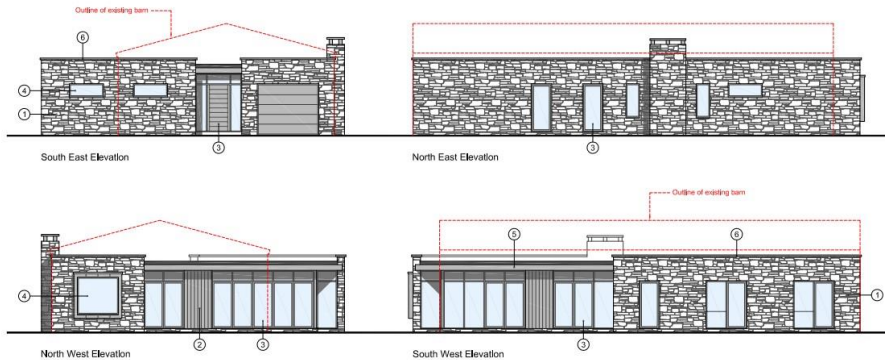 Outline of existing barn
6
4
1
3
South East Elevation
3
North East Elevation
Outline of existing barn
4
2
3
North West Elevation
5
6
1
3
South West Elevation